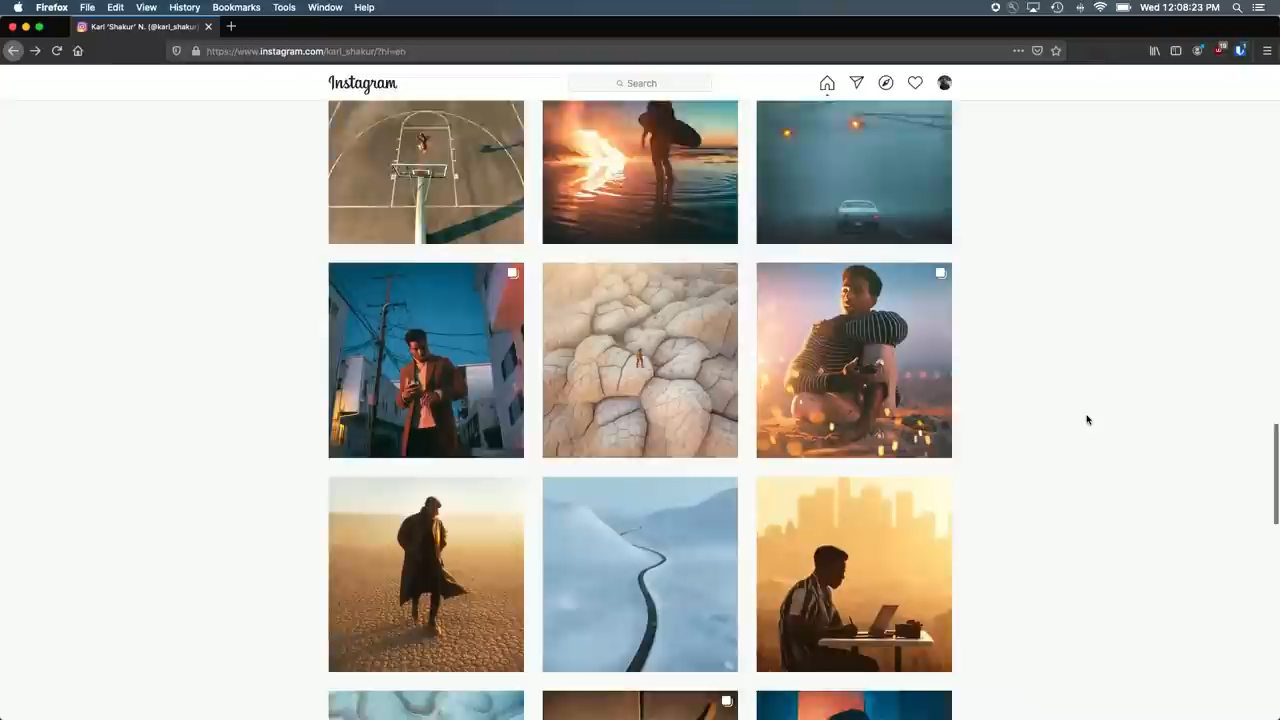 Firefox File Edit View History Bookmarks Tools Window Help
Wed 12:08:23 PM
Karl 'Shakur' N. (@karl_shakur)
https://www.instagram.com/karl_shakur/?hl=en
Instagram
Search